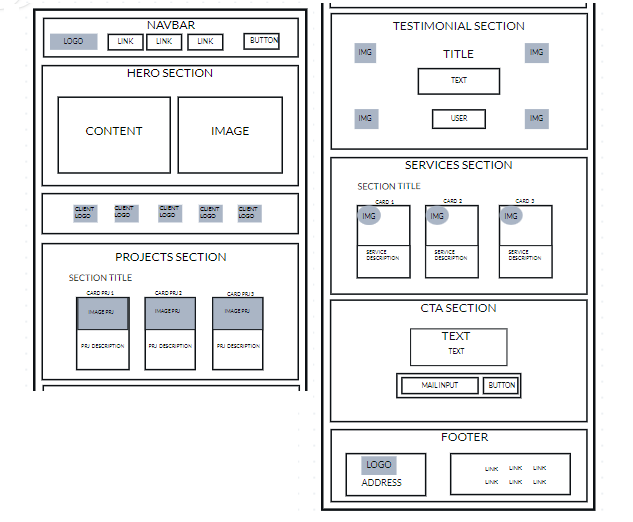 NAVBAR
LOGO
LINK
LINK
LINK
BUTTON
HERO SECTION
CONTENT
IMAGE
CLIENT
LOGO
CLIENT
LOGO
CLIENT
LOGO
CLIENT
LOGO
CLIENT
LOGO
PROJECTS SECTION
SECTION TITLE
CARD PRJ 1
CARD PRJ 2
CARD PRJ 3
IMAGE PRJ
IMAGE PRJ
IMAGE PRJ
PRJ DESCRIPTION
PRJ DESCRIPTION
PRJ DESCRIPTION
TESTIMONIAL SECTION
IMG
TITLE
IMG
TEXT
IMG
USER
IMG
SERVICES SECTION
SECTION TITLE
CARD 1
CARD 2
CARD 3
IMG
IMG
IMG
SERVICE
DESCRIPTION
SERVICE
DESCRIPTION
SERVICE
DESCRIPTION
CTA SECTION
TEXT
TEXT
MAIL INPUT
BUTTON
FOOTER
LOGO
ADDRESS
LINK LINK LINK
LINK LINK LINK